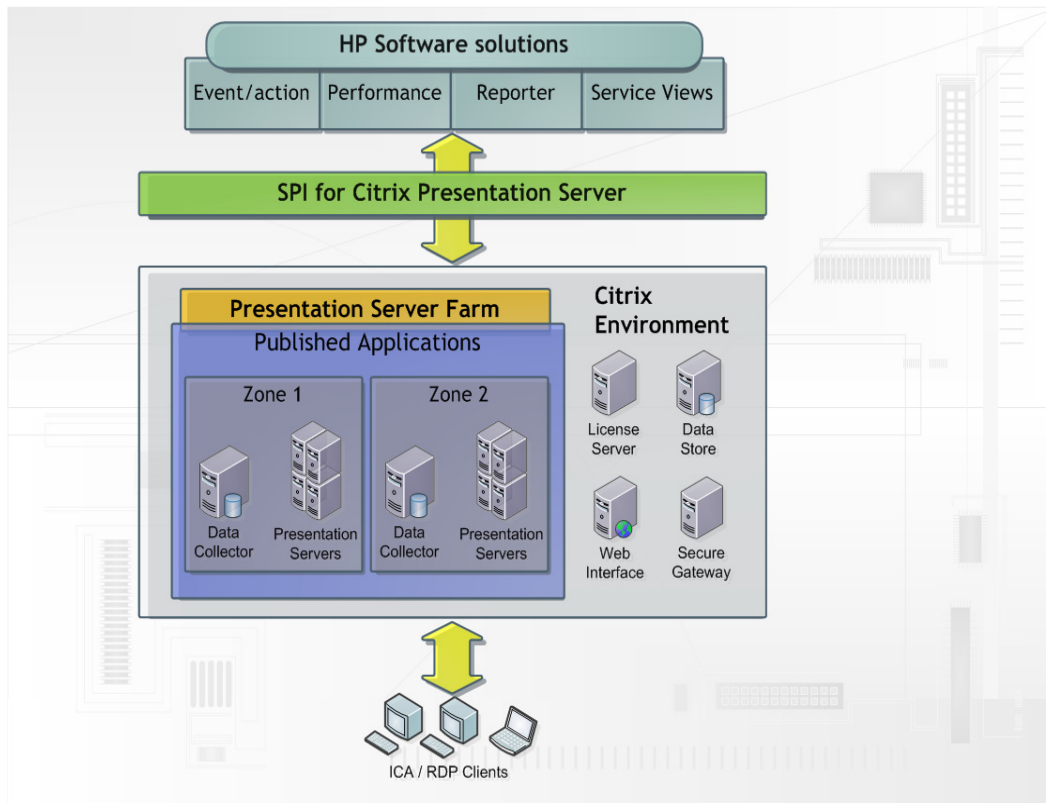 HP Software solutions
Event/action
Performance
Reporter
Service Views
SPI for Citrix Presentation Server
Citrix
Environment
Presentation Server Farm
Published Applications
Zone 1
Data
Collector
Presentation
Servers
Zone 2
Data
Collector
Presentation
Servers
License
Server
Data
Store
Web
Interface
Secure
Gateway
ICA / RDP Clients